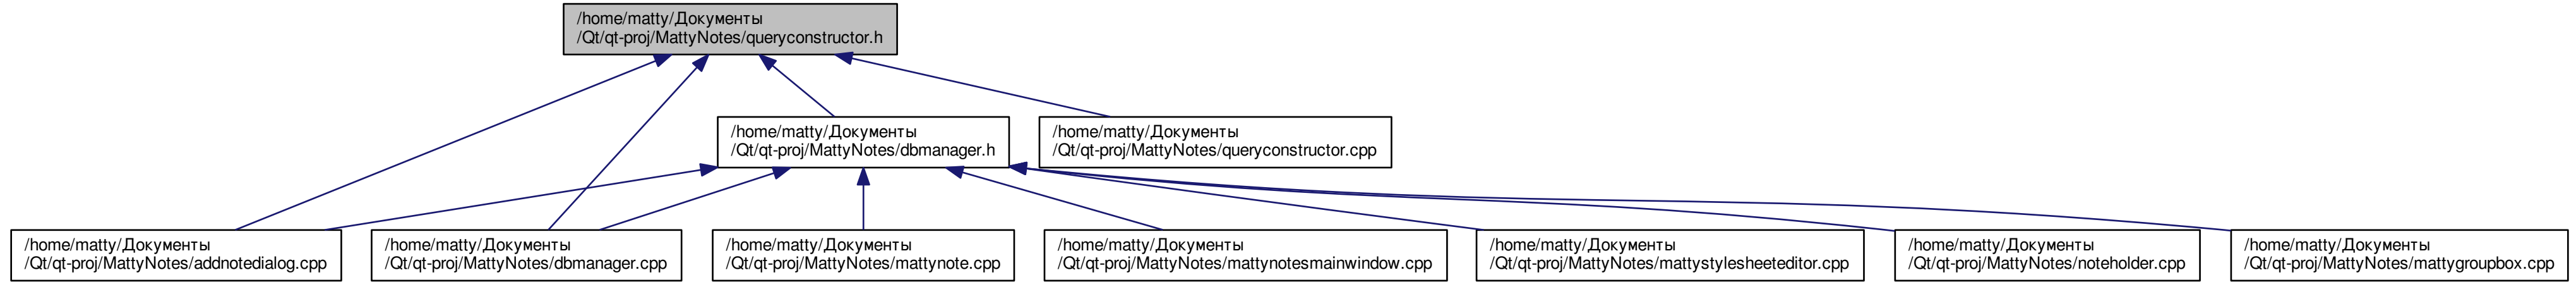 /home/matty/Документы
/Qt/qt-proj/MattyNotes/queryconstructor.h
/home/matty/Документы
/Qt/qt-proj/MattyNotes/dbmanager.h
/home/matty/Документы
/Qt/qt-proj/MattyNotes/queryconstructor.cpp
/home/matty/Документы
/Qt/qt-proj/MattyNotes/addnotedialog.cpp
/home/matty/Документы
/Qt/qt-proj/MattyNotes/dbmanager.cpp
/home/matty/Документы
/Qt/qt-proj/MattyNotes/mattynote.cpp
/home/matty/Документы
/Qt/qt-proj/MattyNotes/mattynotesmainwindow.cpp
/home/matty/Документы
/Qt/qt-proj/MattyNotes/mattystylesheeteditor.cpp
/home/matty/Документы
/Qt/qt-proj/MattyNotes/noteholder.cpp
/home/matty/Документы
/Qt/qt-proj/MattyNotes/mattygroupbox.cpp